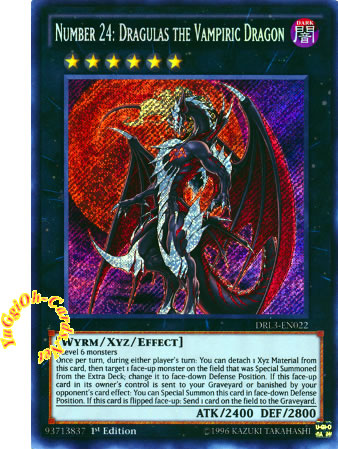 NUMBER 24: DRAGULAS THE VAMPIRIC DRAGON
DARK
闇
DRL3-EN022
[WYRM/XYZ/EFFECT]
Level 6 monsters
Once per turn, during either player's turn: You can detach 1 Xyz Material from
this card, then target 1 face-up monster on the field that was Special Summoned
from the Extra Deck; change it to face-down Defense Position. If this face-up
card in its owner's control is sent to the Graveyard or banished by your
opponent's card effect: You can Special Summon this card in face-down Defense
Position. If this card is flipped face-up: Send 1 card on the field to the Graveyard.
ATK/2400 DEF/2800
93713837 1st Edition ©1996 KAZUKI TAKAHASHI